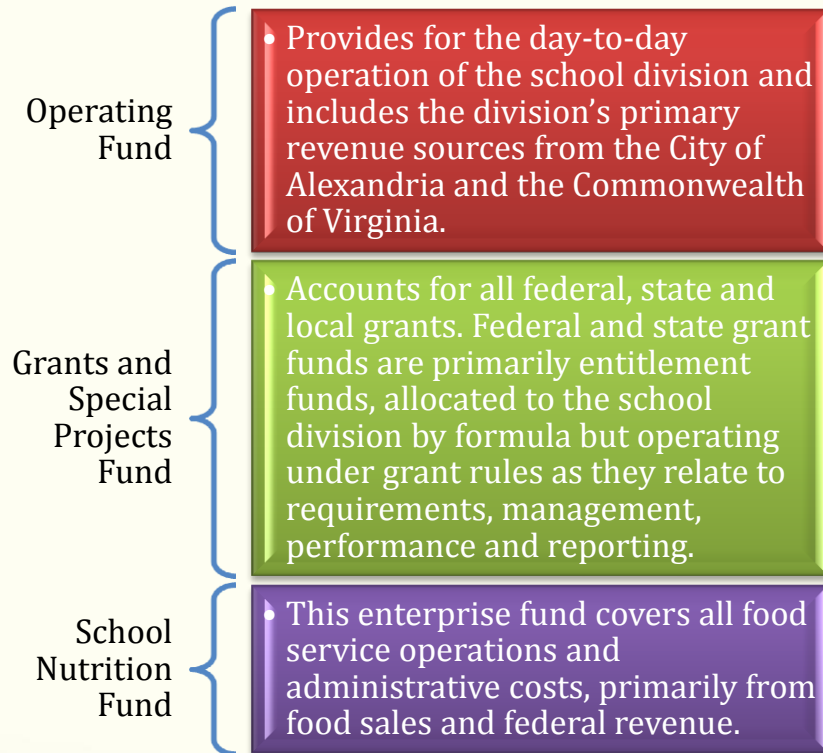 Operating
Fund
• Provides for the day-to-day
operation of the school division and
includes the division’s primary
revenue sources from the City of
Alexandria and the Commonwealth
of Virginia.
Grants and
Special
Projects
Fund
• Accounts for all federal, state and
local grants. Federal and state grant
funds are primarily entitlement
funds, allocated to the school
division by formula but operating
under grant rules as they relate to
requirements, management,
performance and reporting.
School
Nutrition
Fund
• This enterprise fund covers all food
service operations and
administrative costs, primarily from
food sales and federal revenue.